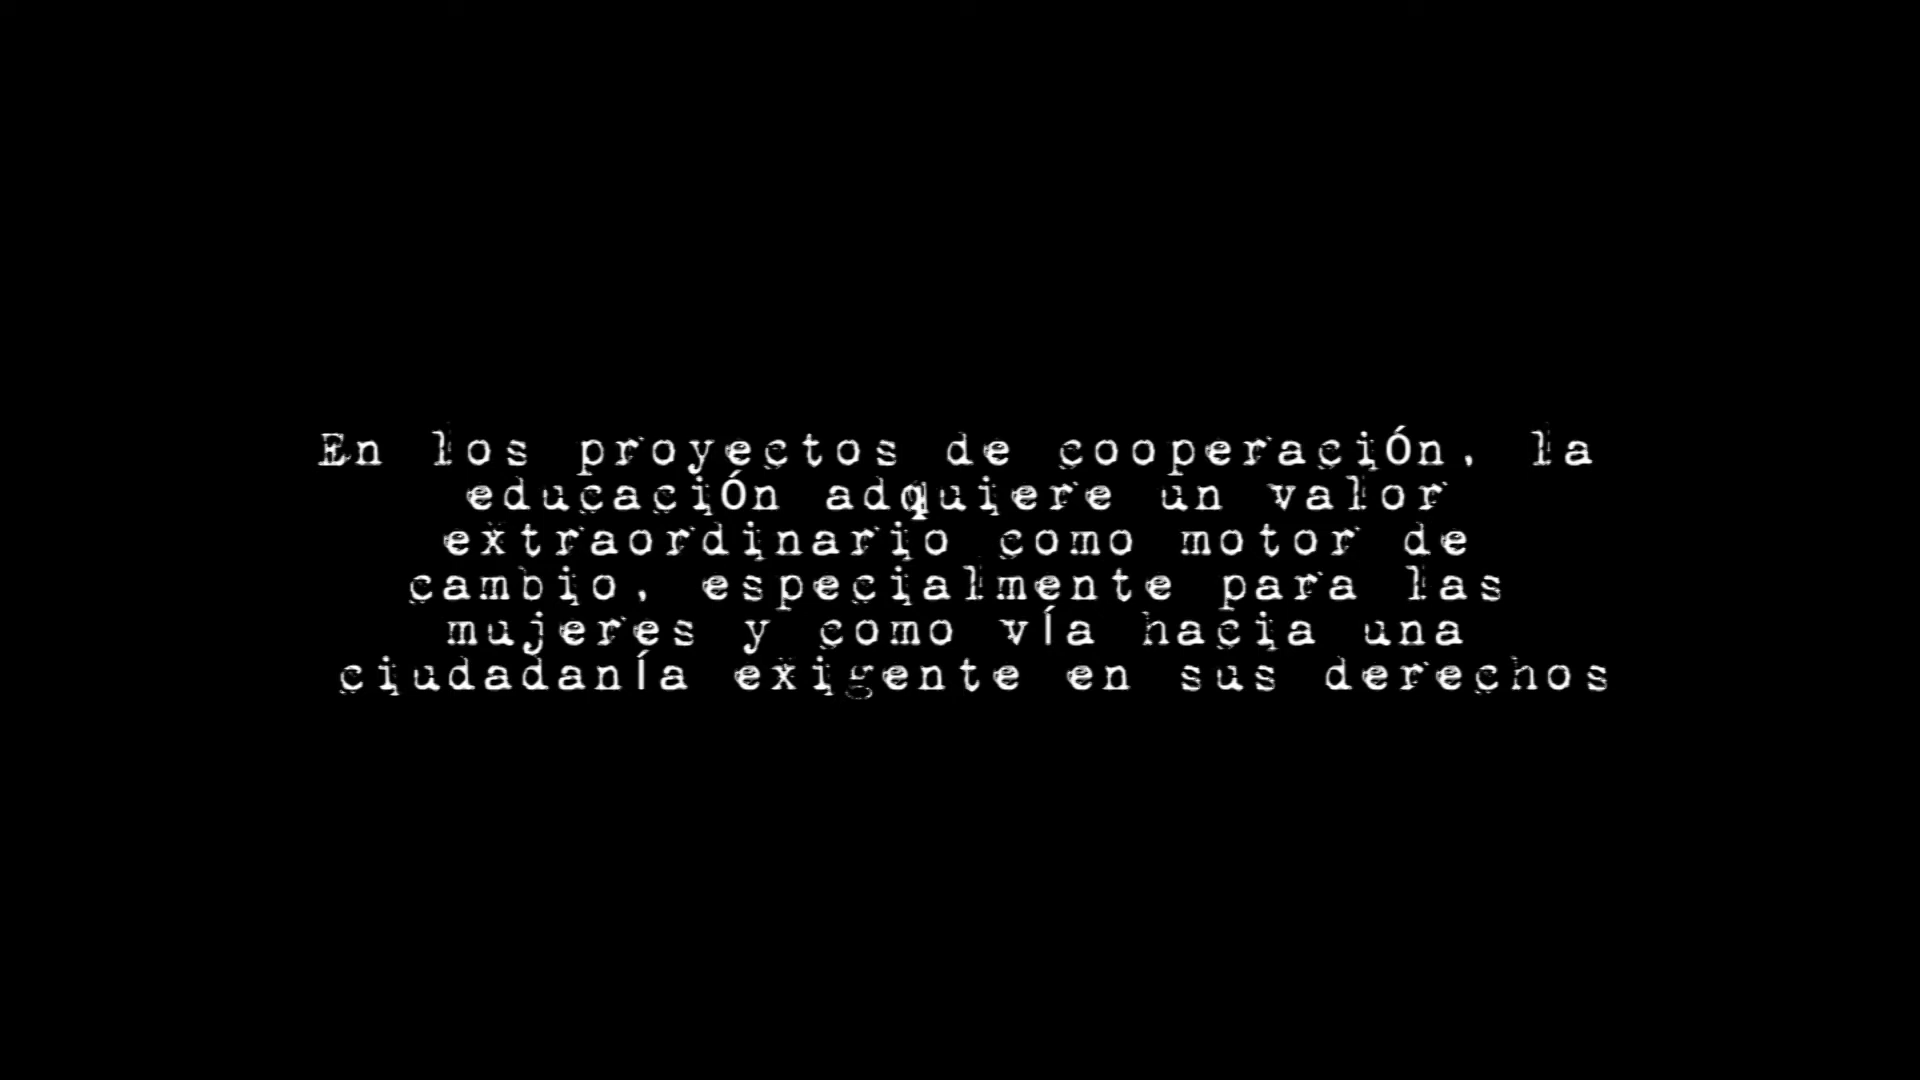 En los proyectos de cooperación, la
educación adquiere un valor
extraordinario como motor de
cambio, especialmente para las
mujeres y como vía hacia una
ciudadanía exigente en sus derechos